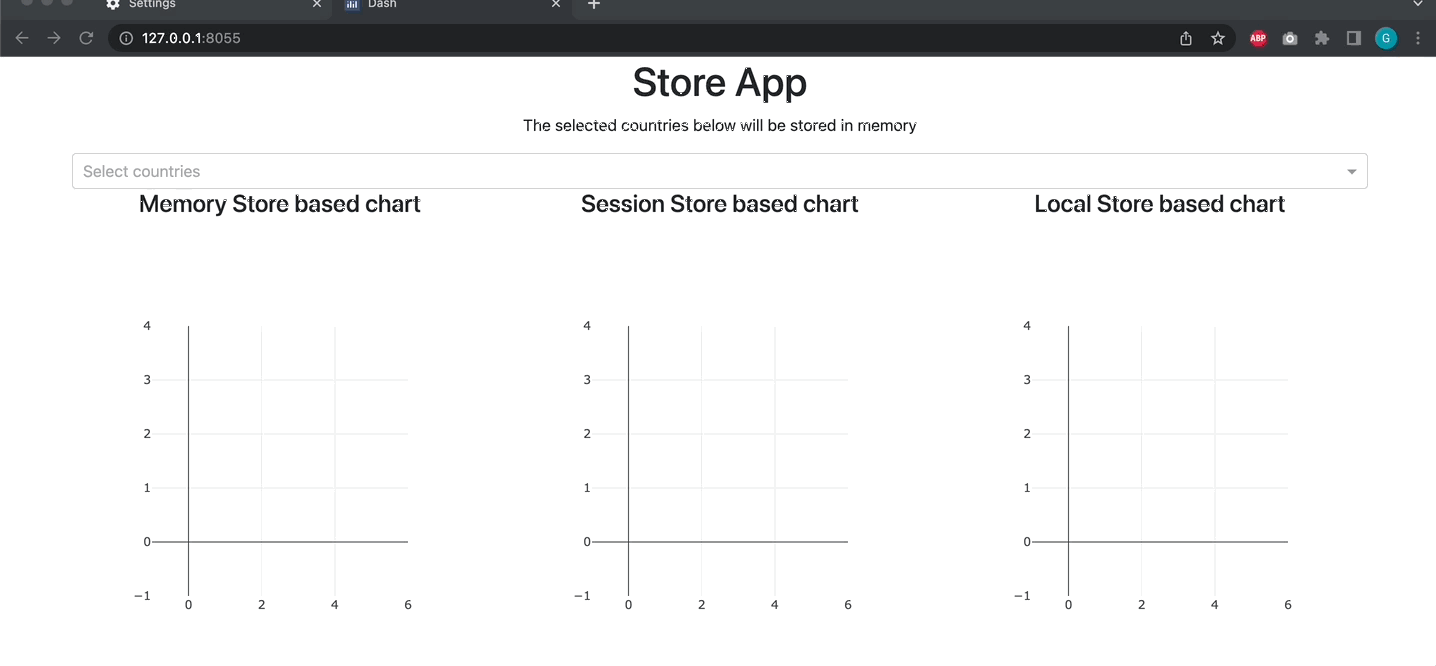 Settings
Dash
127.0.0.1:8055
ABP
G
Store App
The selected countries below will be stored in memory
Select countries
Memory Store based chart Session Store based chart Local Store based chart
4 4 4
3 3 3
2 2 2
1 1 1
0 0 0
−1 −1 −1
0 2 4 6 0 2 4 6 0 2 4 6